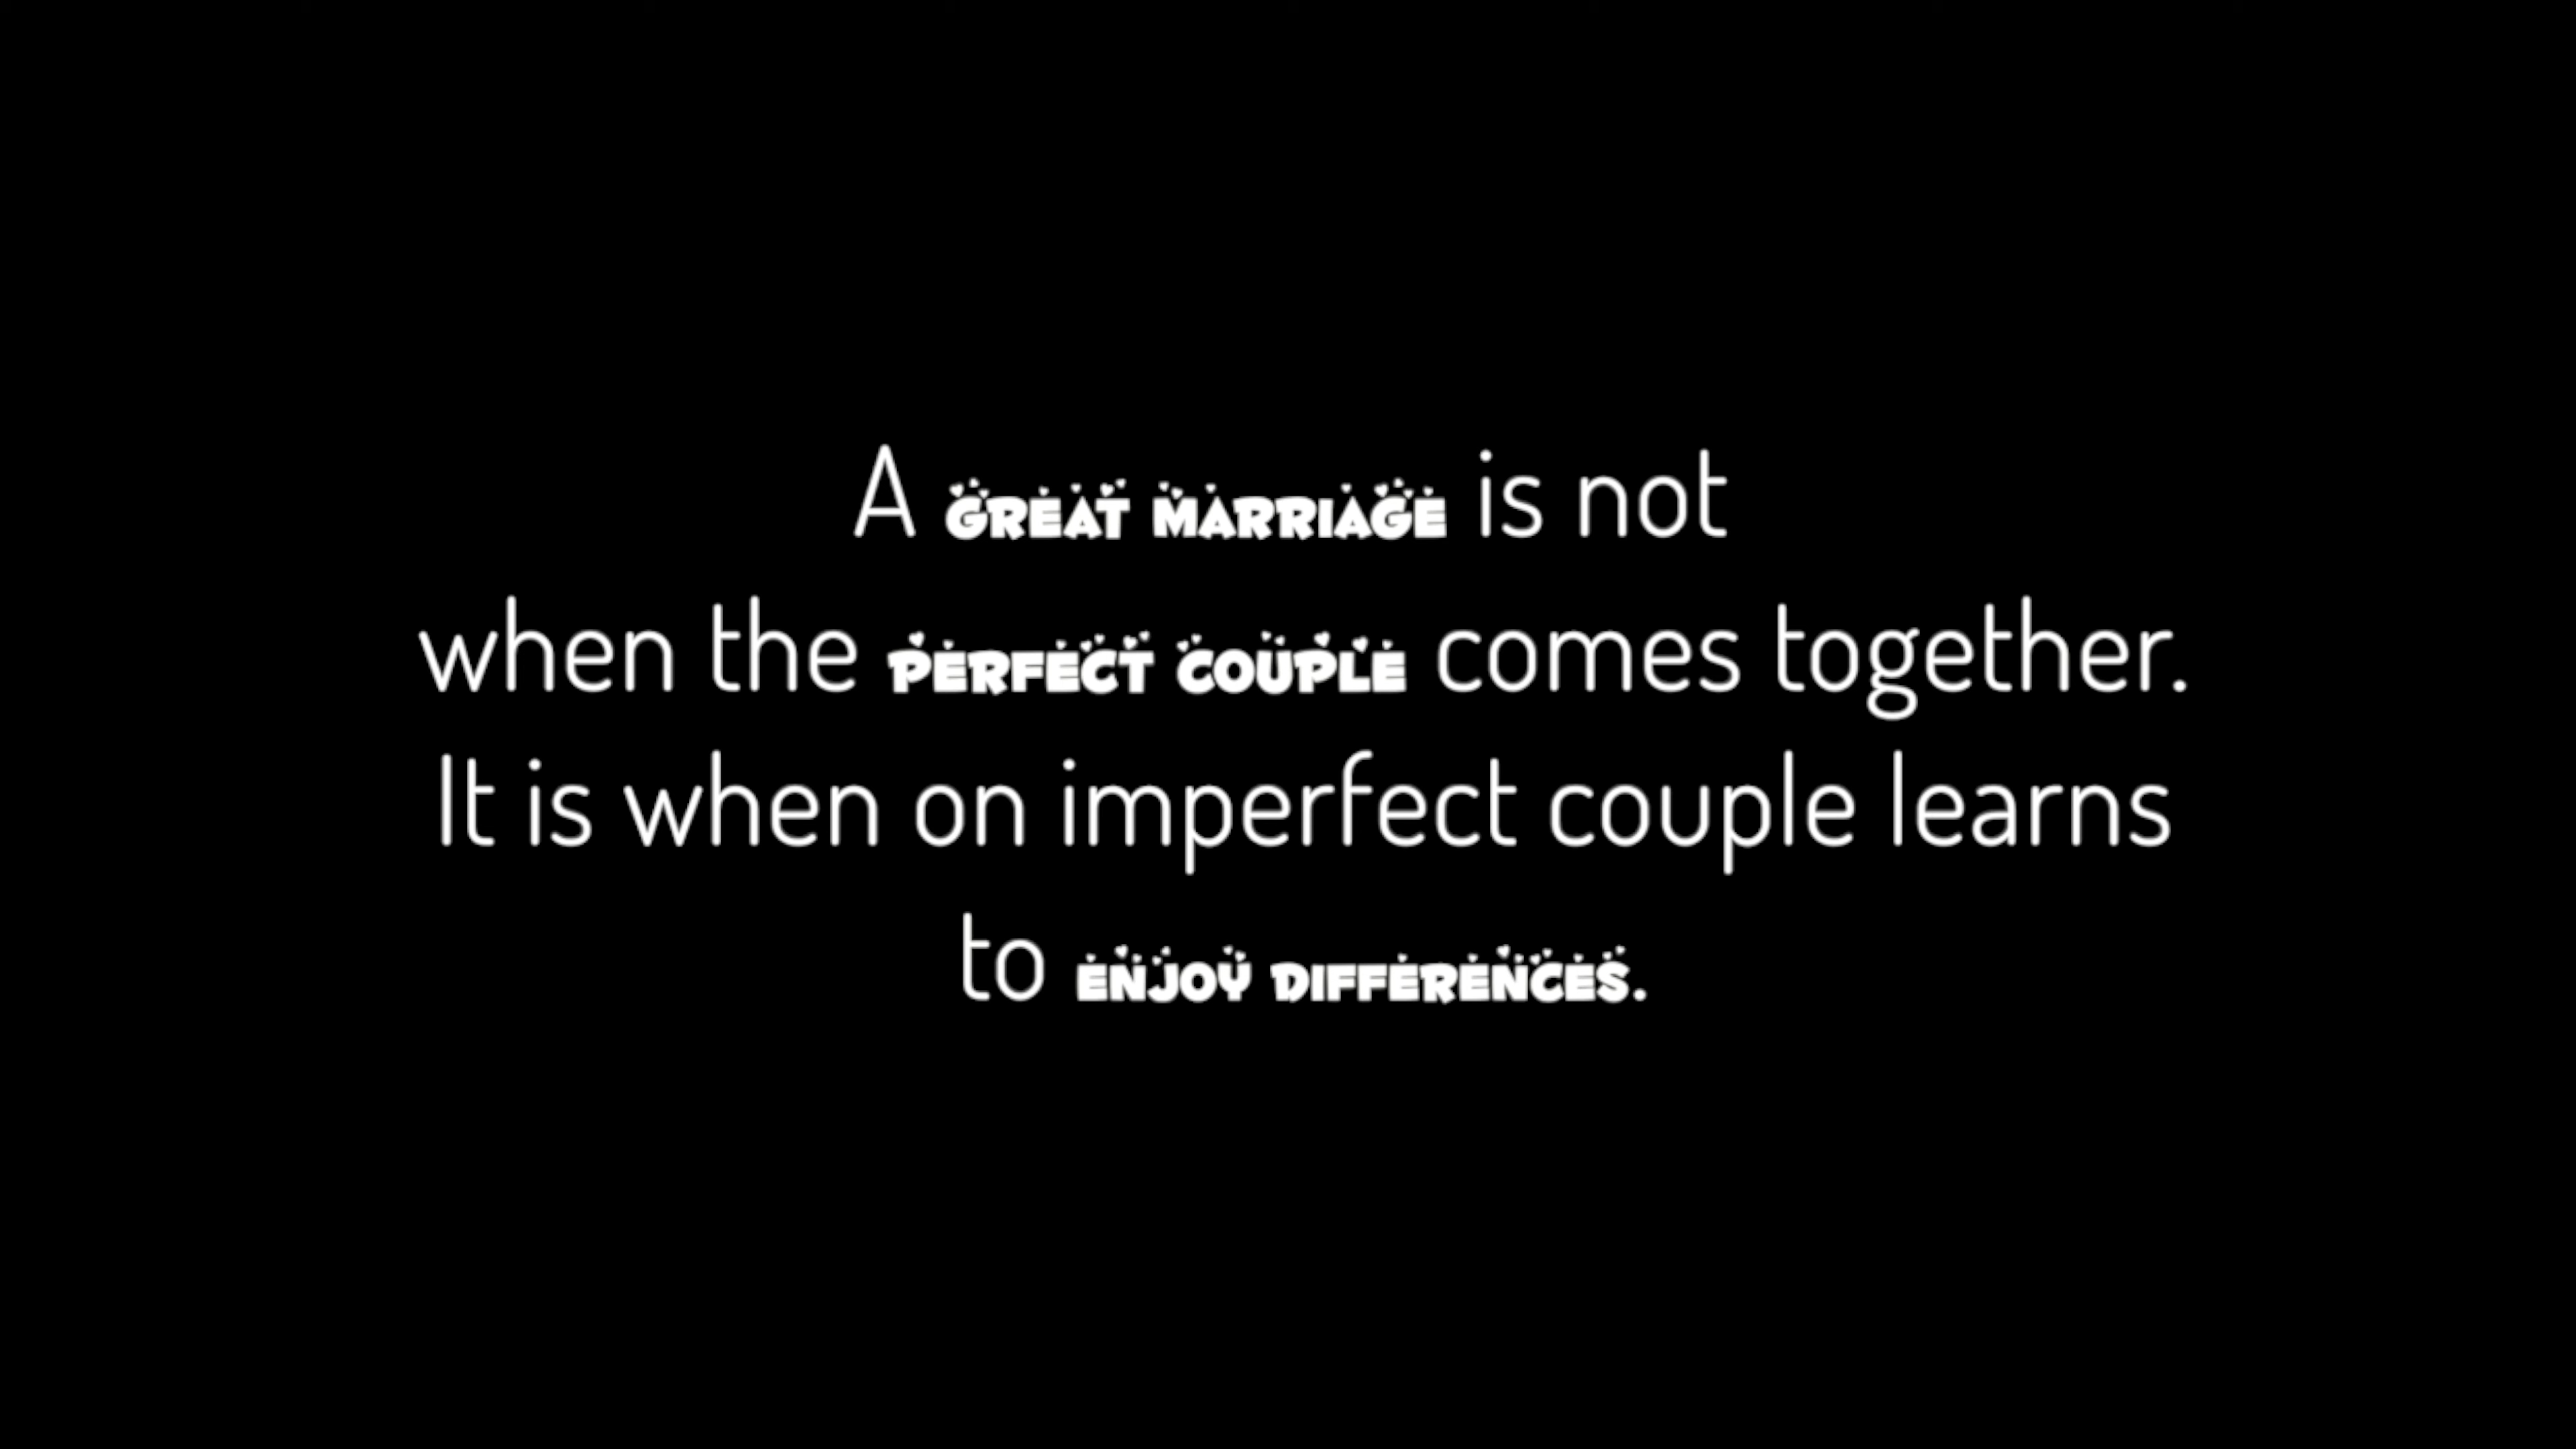 A GREAT MARRIAGE is not
when the PERFECT COUPLE comes together.
It is when on imperfect couple learns
to ENJOY DIFFERENCES.